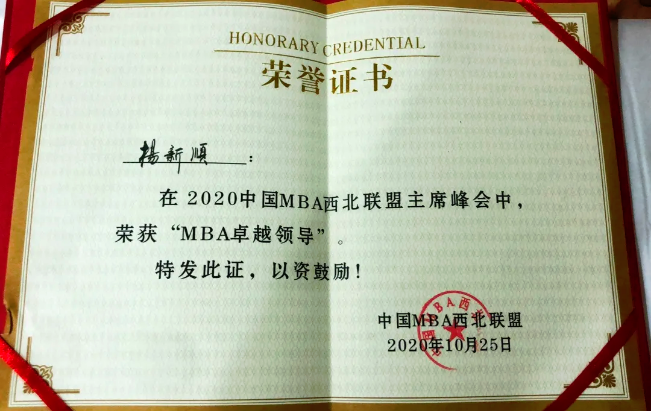 HONORARY CREDENTIAL
荣誉证书
楊新順：
在 2020中国MBA西北联盟主席峰会中，
荣获“MBA卓越领导”。
特发此证，以资鼓励！
中国MBA西北联盟
2020年10月25日